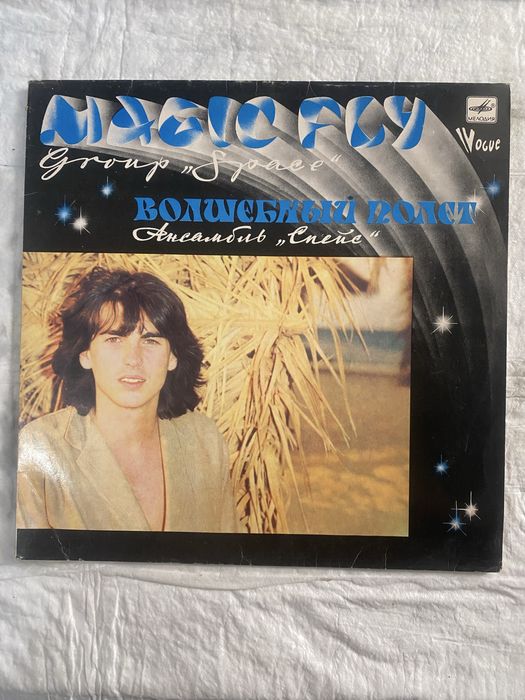 MAGIC FLY
Group „Space“
МЕЛОДИЯ
Vogue
ВОЛШЕБНЫЙ ПОЛЕТ
Ансамбль „Спейс“